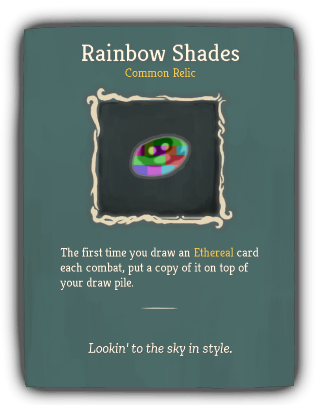 Rainbow Shades
Common Relic
The first time you draw an Ethereal card
each combat, put a copy of it on top of
your draw pile.
Lookin' to the sky in style.